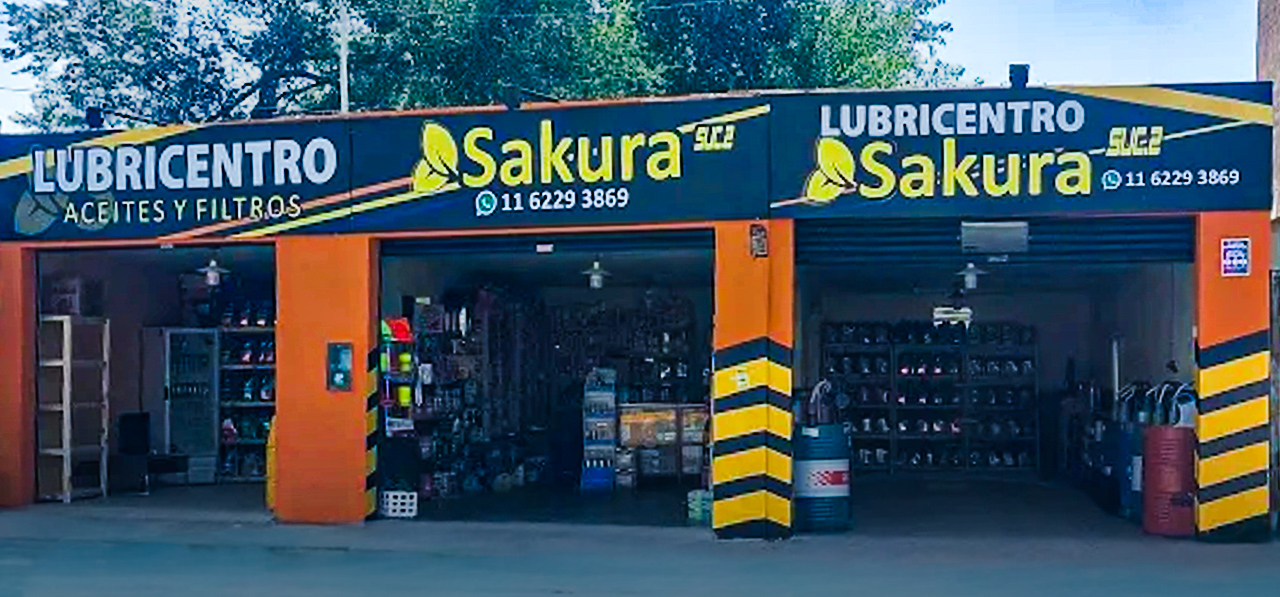 LUBRICENTRO
ACEITES Y FILTROS
Sakura SUC.2
11 6229 3869
LUBRICENTRO
Sakura SUC.2
11 6229 3869